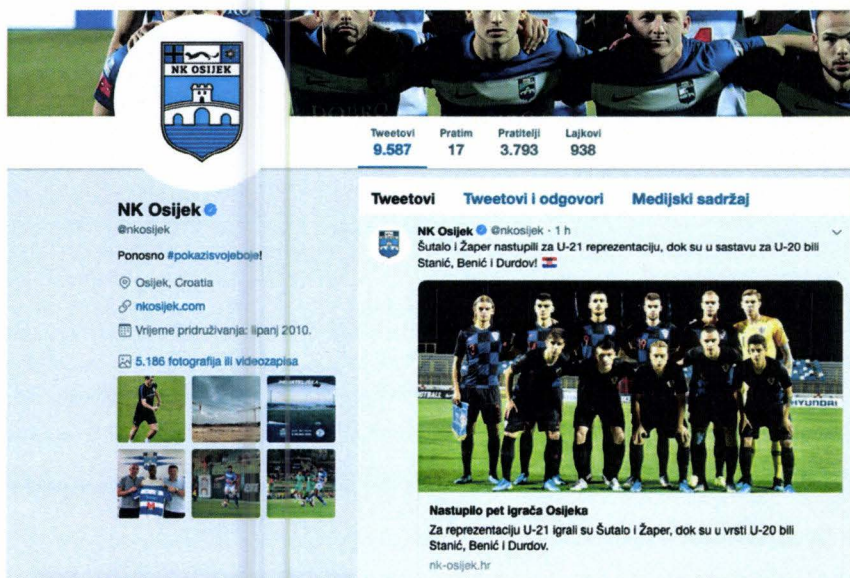 NK OSIJEK
DOBRO
Tweetovi Pratim Pratitelji Lajkovi
9.587 17 3.793 938
NK Osijek
@nkosijek
Ponosno #pokazisvojeboje!
Osijek, Croatia
nkosijek.com
Vrijeme pridruživanja: lipanj 2010.
5.186 fotografija ili videozapisa
Tweetovi Tweetovi i odgovori Medijski sadržaj
NK Osijek @nkosijek · 1 h
Šutalo i Žaper nastupili za U-21 reprezentaciju, dok su u sastavu za U-20 bili
Stanić, Benić i Durdov!
HYUNDAI
Nastupilo pet igrača Osijeka
Za reprezentaciju U-21 igrali su Šutalo i Žaper, dok su u vrsti U-20 bili
Stanić, Benić i Durdov.
nk-osijek.hr